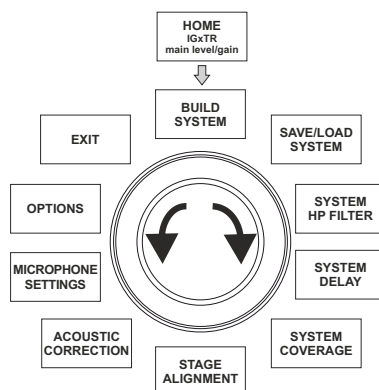 HOME
IGxTR
main level/gain
BUILD
SYSTEM
SAVE/LOAD
SYSTEM
SYSTEM
HP FILTER
SYSTEM
DELAY
SYSTEM
COVERAGE
STAGE
ALIGNMENT
ACOUSTIC
CORRECTION
MICROPHONE
SETTINGS
OPTIONS
EXIT